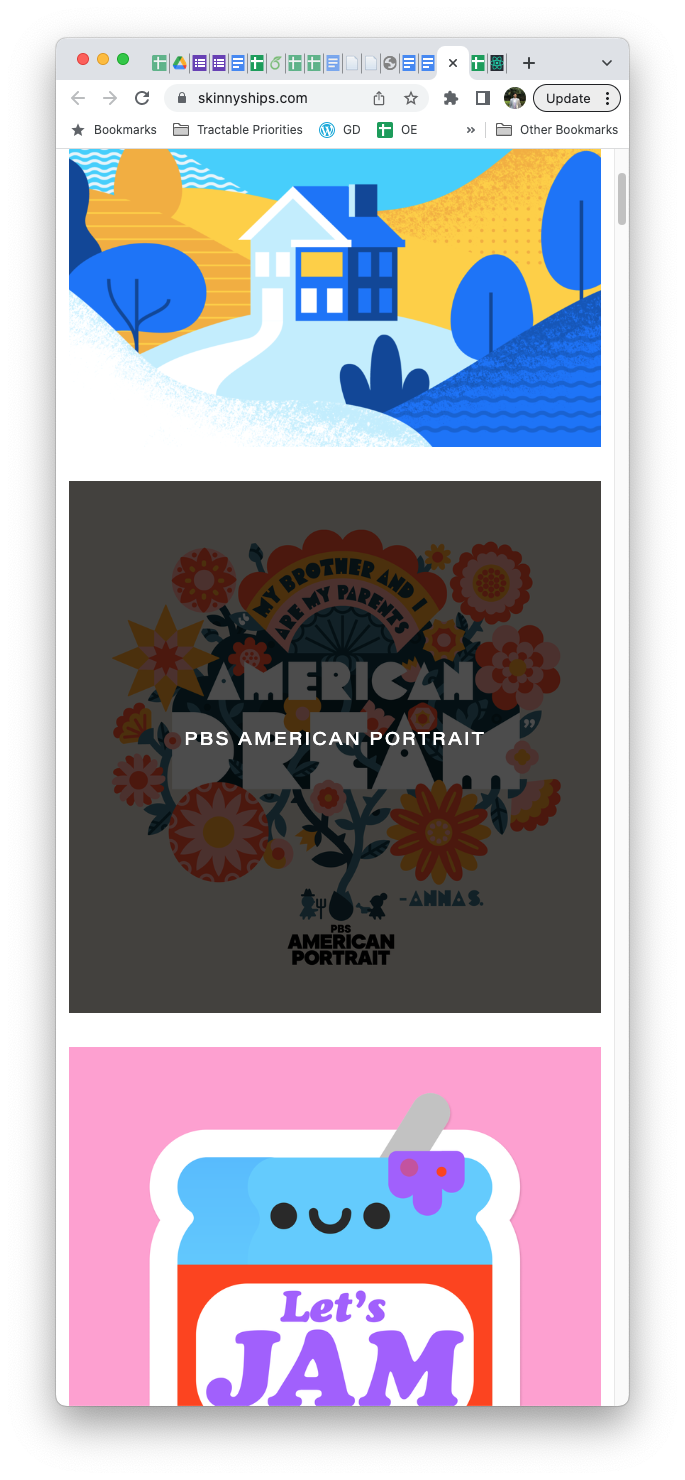 skinnyships.com
Update
Bookmarks
Tractable Priorities
GD
OE
»
Other Bookmarks
“MY BROTHER AND I
ARE MY PARENTS
AMERICAN
DREAM”
PBS AMERICAN PORTRAIT
-ANNA S.
PBS
AMERICAN
PORTRAIT
Let’s
JAM